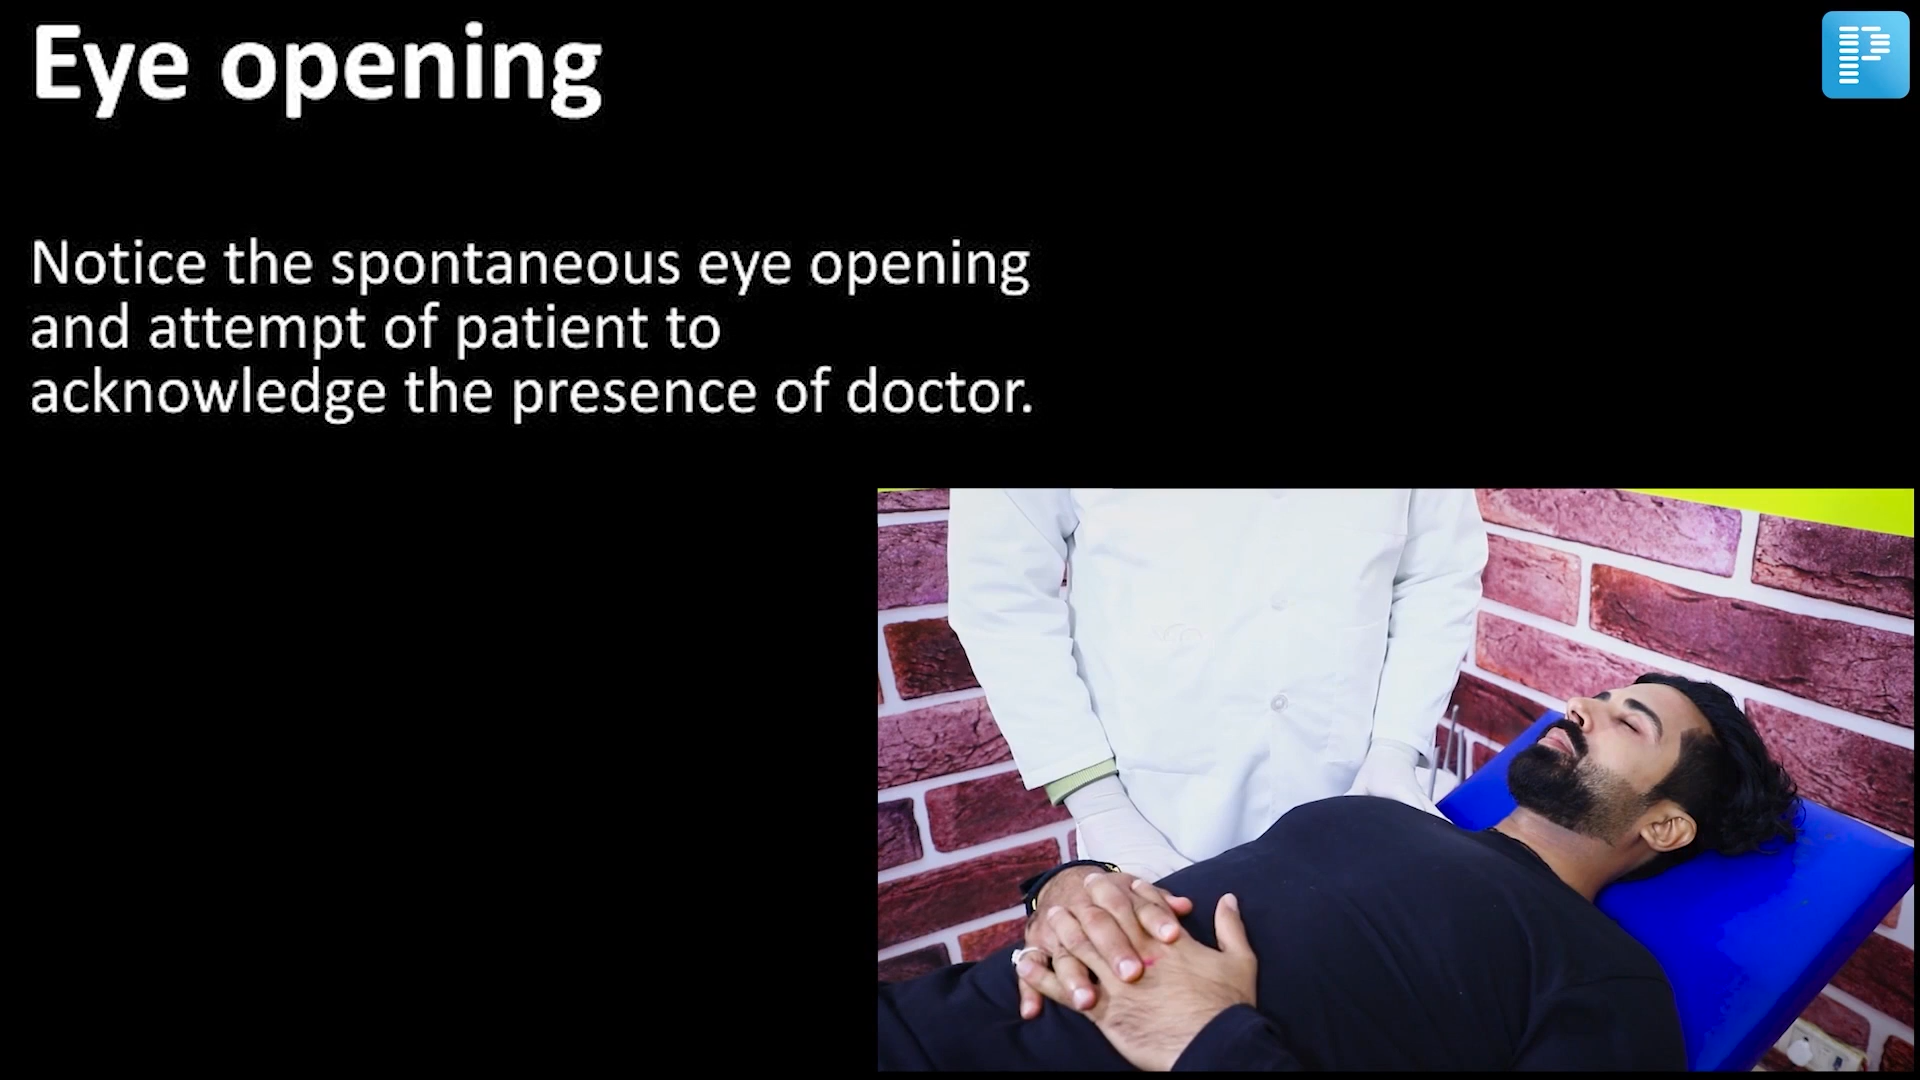 Eye opening
Notice the spontaneous eye opening
and attempt of patient to
acknowledge the presence of doctor.